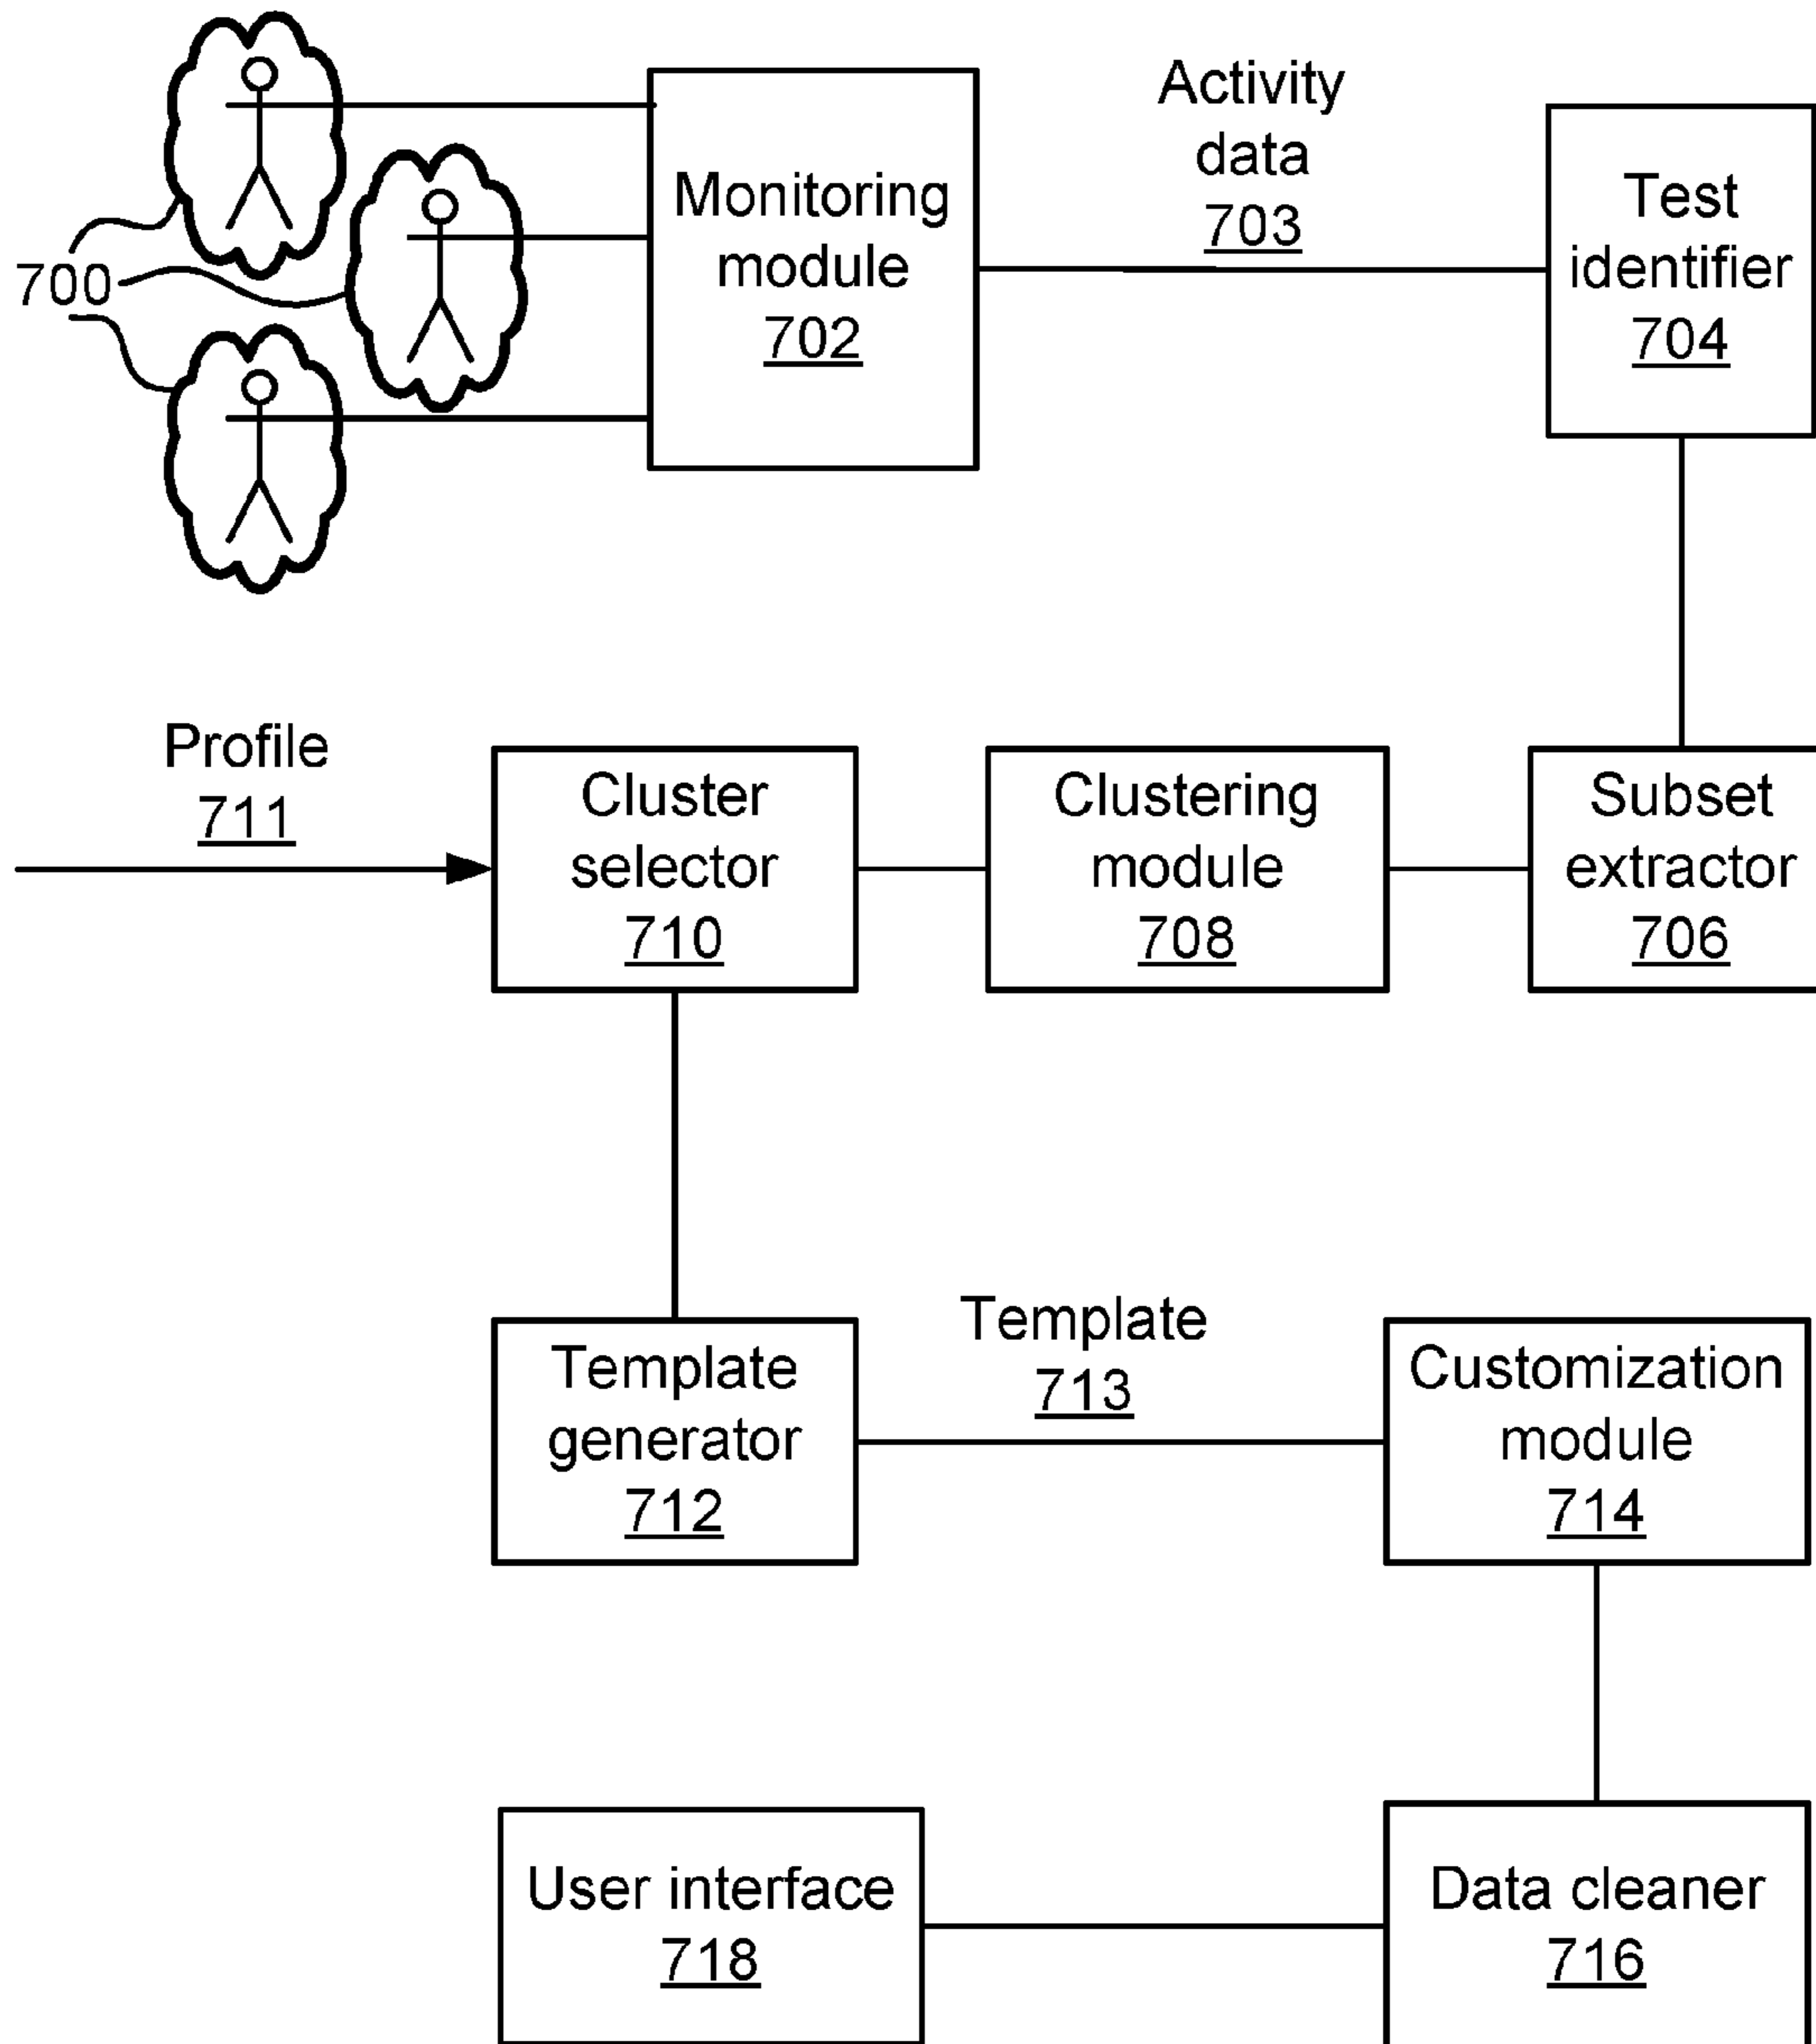 700
Monitoring
module
702
Activity
data
703
Test
identifier
704
Profile
711
Cluster
selector
710
Clustering
module
708
Subset
extractor
706
Template
generator
712
Template
713
Customization
module
714
User interface
718
Data cleaner
716